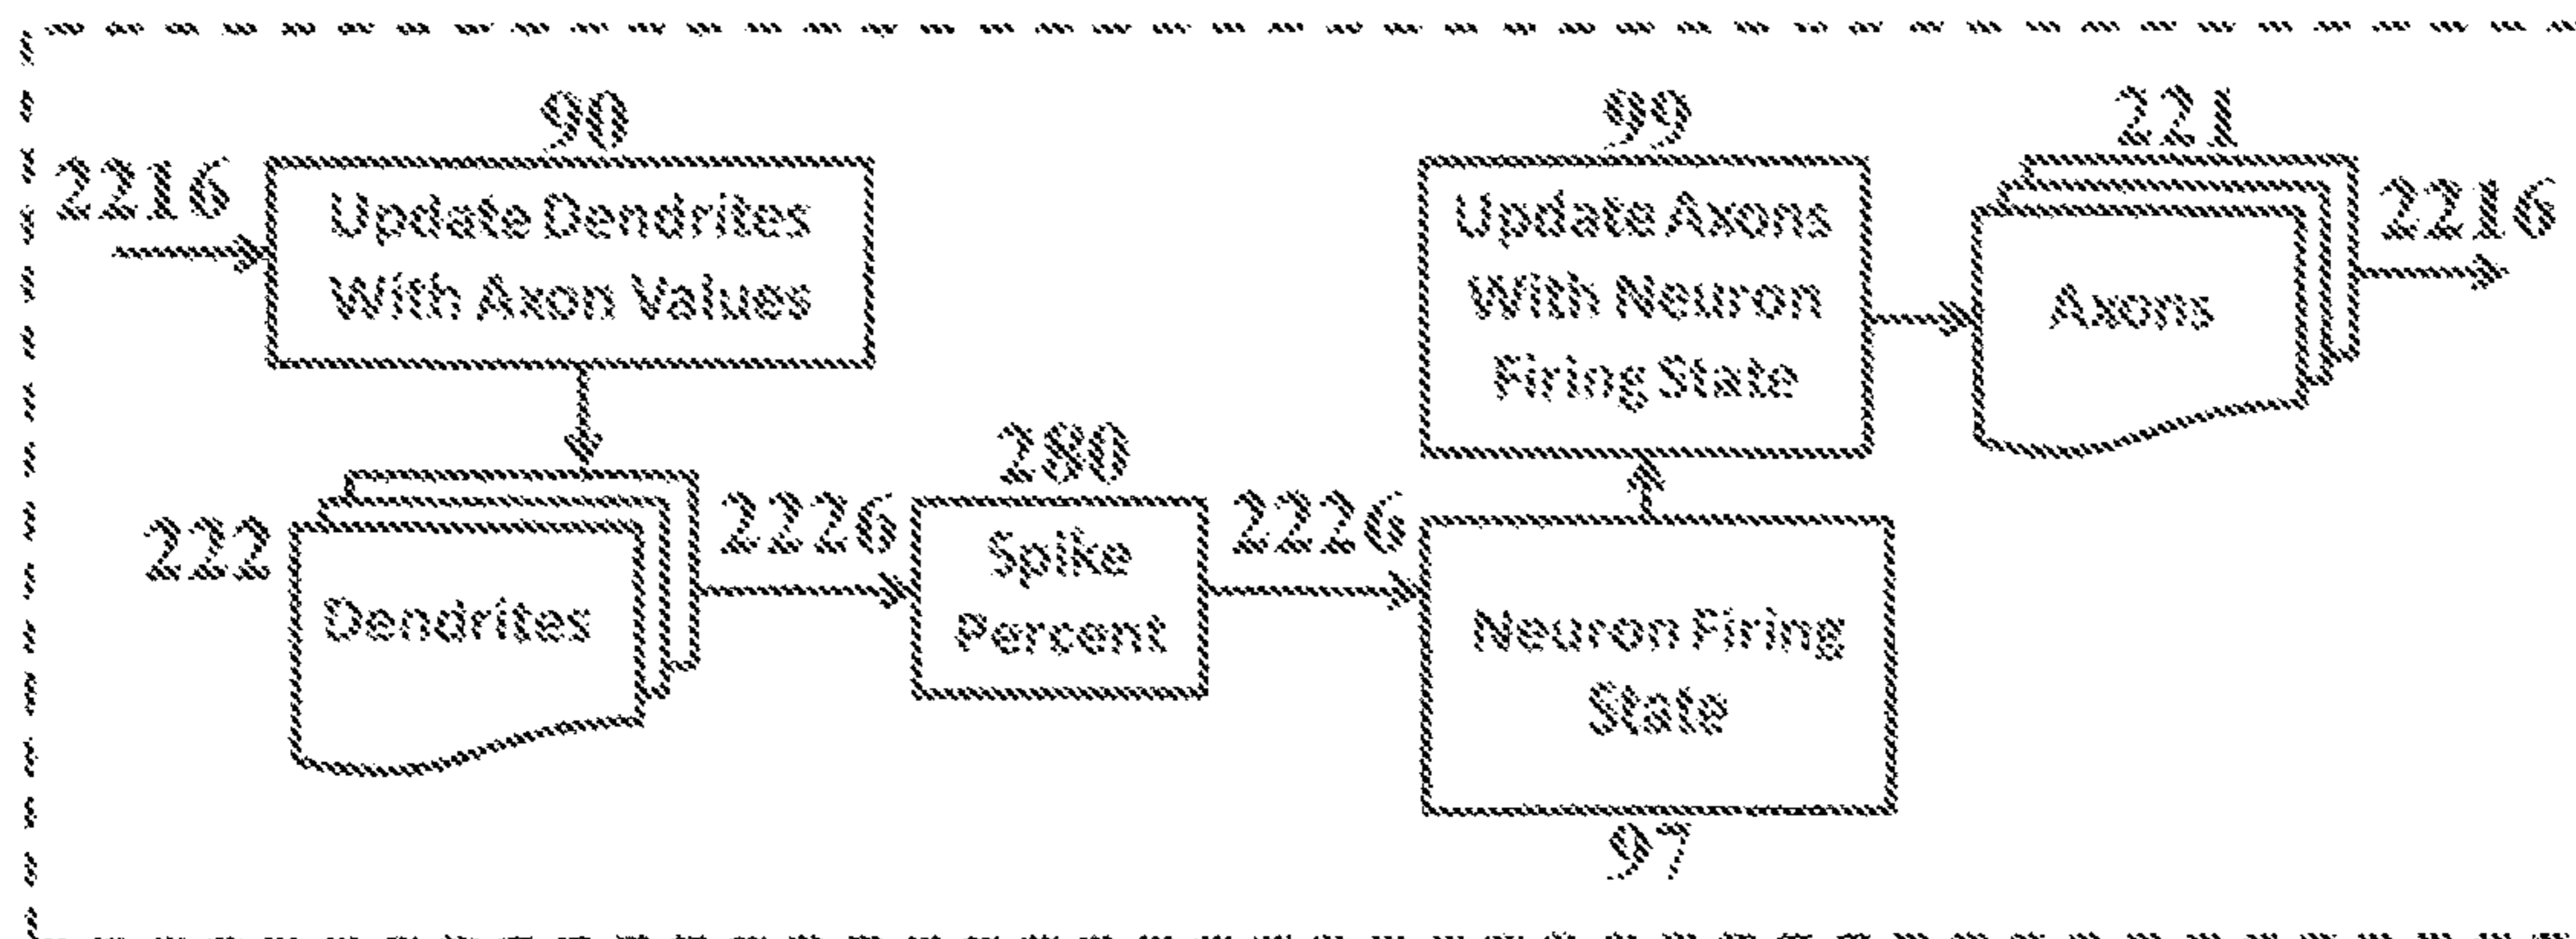 90
2216
Update Dendrites
With Axon Values
99
Update Axons
With Neuron
Firing State
221
Axons
2216
222
Dendrites
2226
280
Spike
Percent
2226
Neuron Firing
State
97